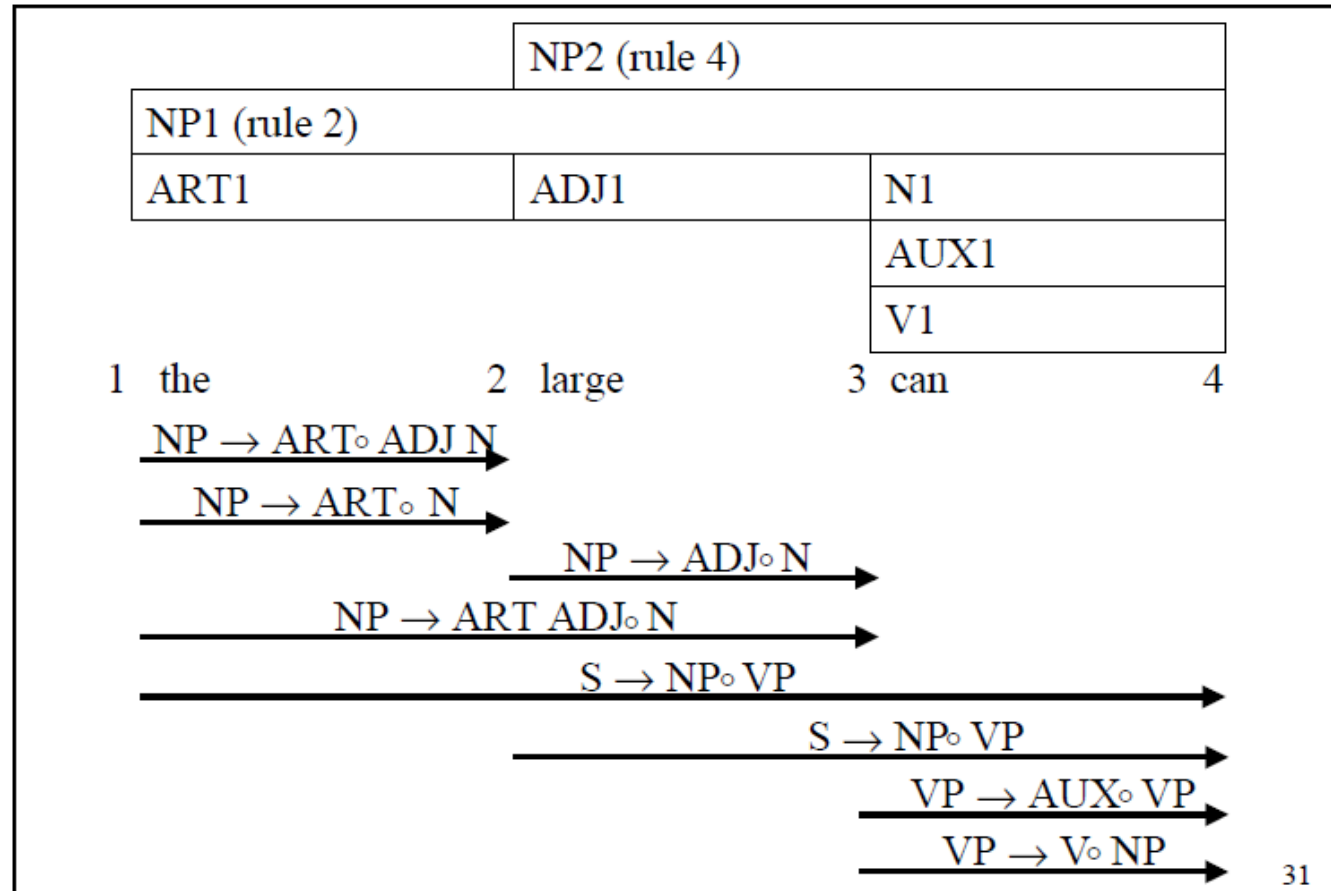 NP2 (rule 4)
NP1 (rule 2)
ART1 ADJ1 N1
AUX1
V1
1 the 2 large 3 can 4
NP → ART∘ ADJ N
NP → ART∘ N
NP → ADJ∘ N
NP → ART ADJ∘ N
S → NP∘ VP
S → NP∘ VP
VP → AUX∘ VP
VP → V∘ NP
31